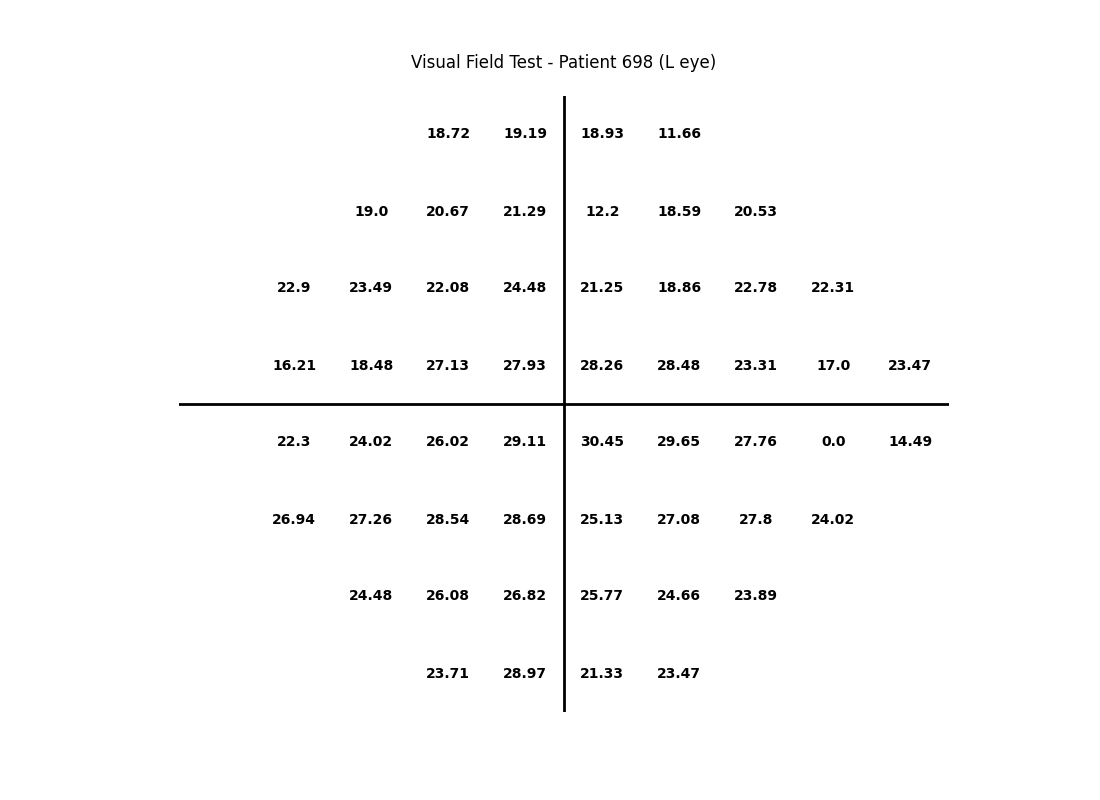 Visual Field Test - Patient 698 (L eye)
18.72 19.19 18.93 11.66
19.0 20.67 21.29 12.2 18.59 20.53
22.9 23.49 22.08 24.48 21.25 18.86 22.78 22.31
16.21 18.48 27.13 27.93 28.26 28.48 23.31 17.0 23.47
22.3 24.02 26.02 29.11 30.45 29.65 27.76 0.0 14.49
26.94 27.26 28.54 28.69 25.13 27.08 27.8 24.02
24.48 26.08 26.82 25.77 24.66 23.89
23.71 28.97 21.33 23.47